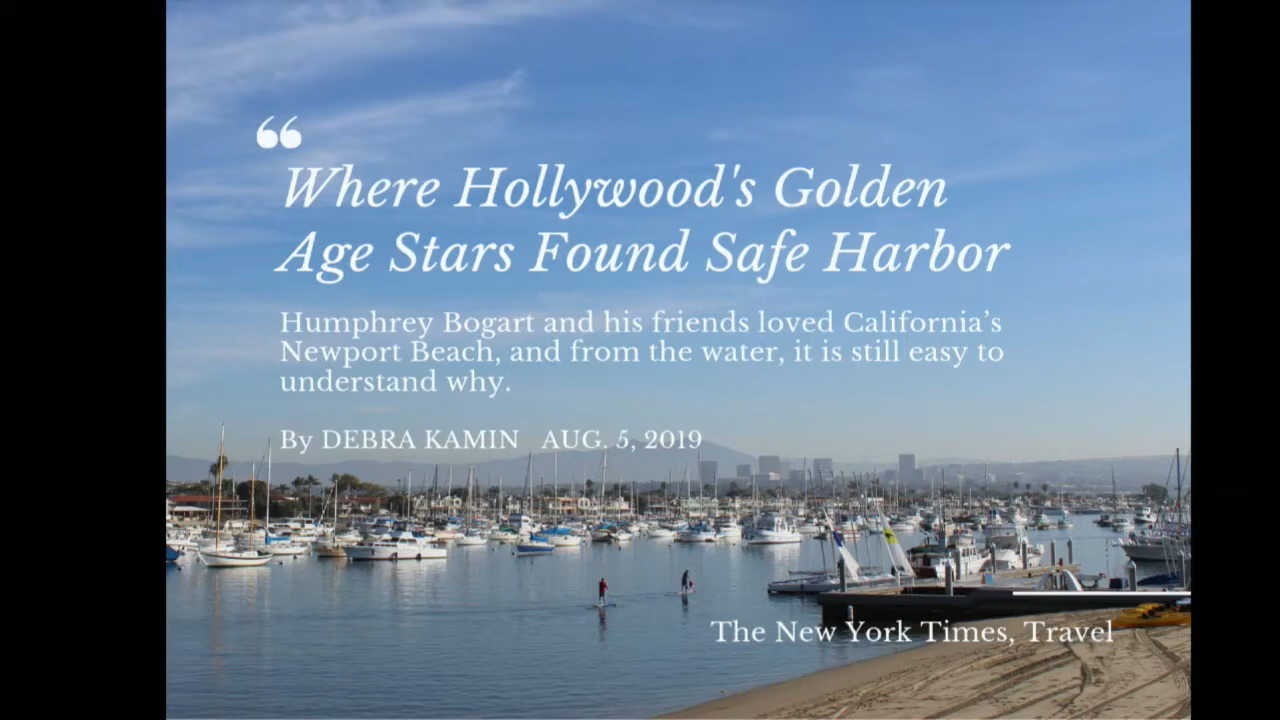 “
Where Hollywood's Golden
Age Stars Found Safe Harbor
Humphrey Bogart and his friends loved California’s
Newport Beach, and from the water, it is still easy to
understand why.
By DEBRA KAMIN AUG. 5, 2019
The New York Times, Travel